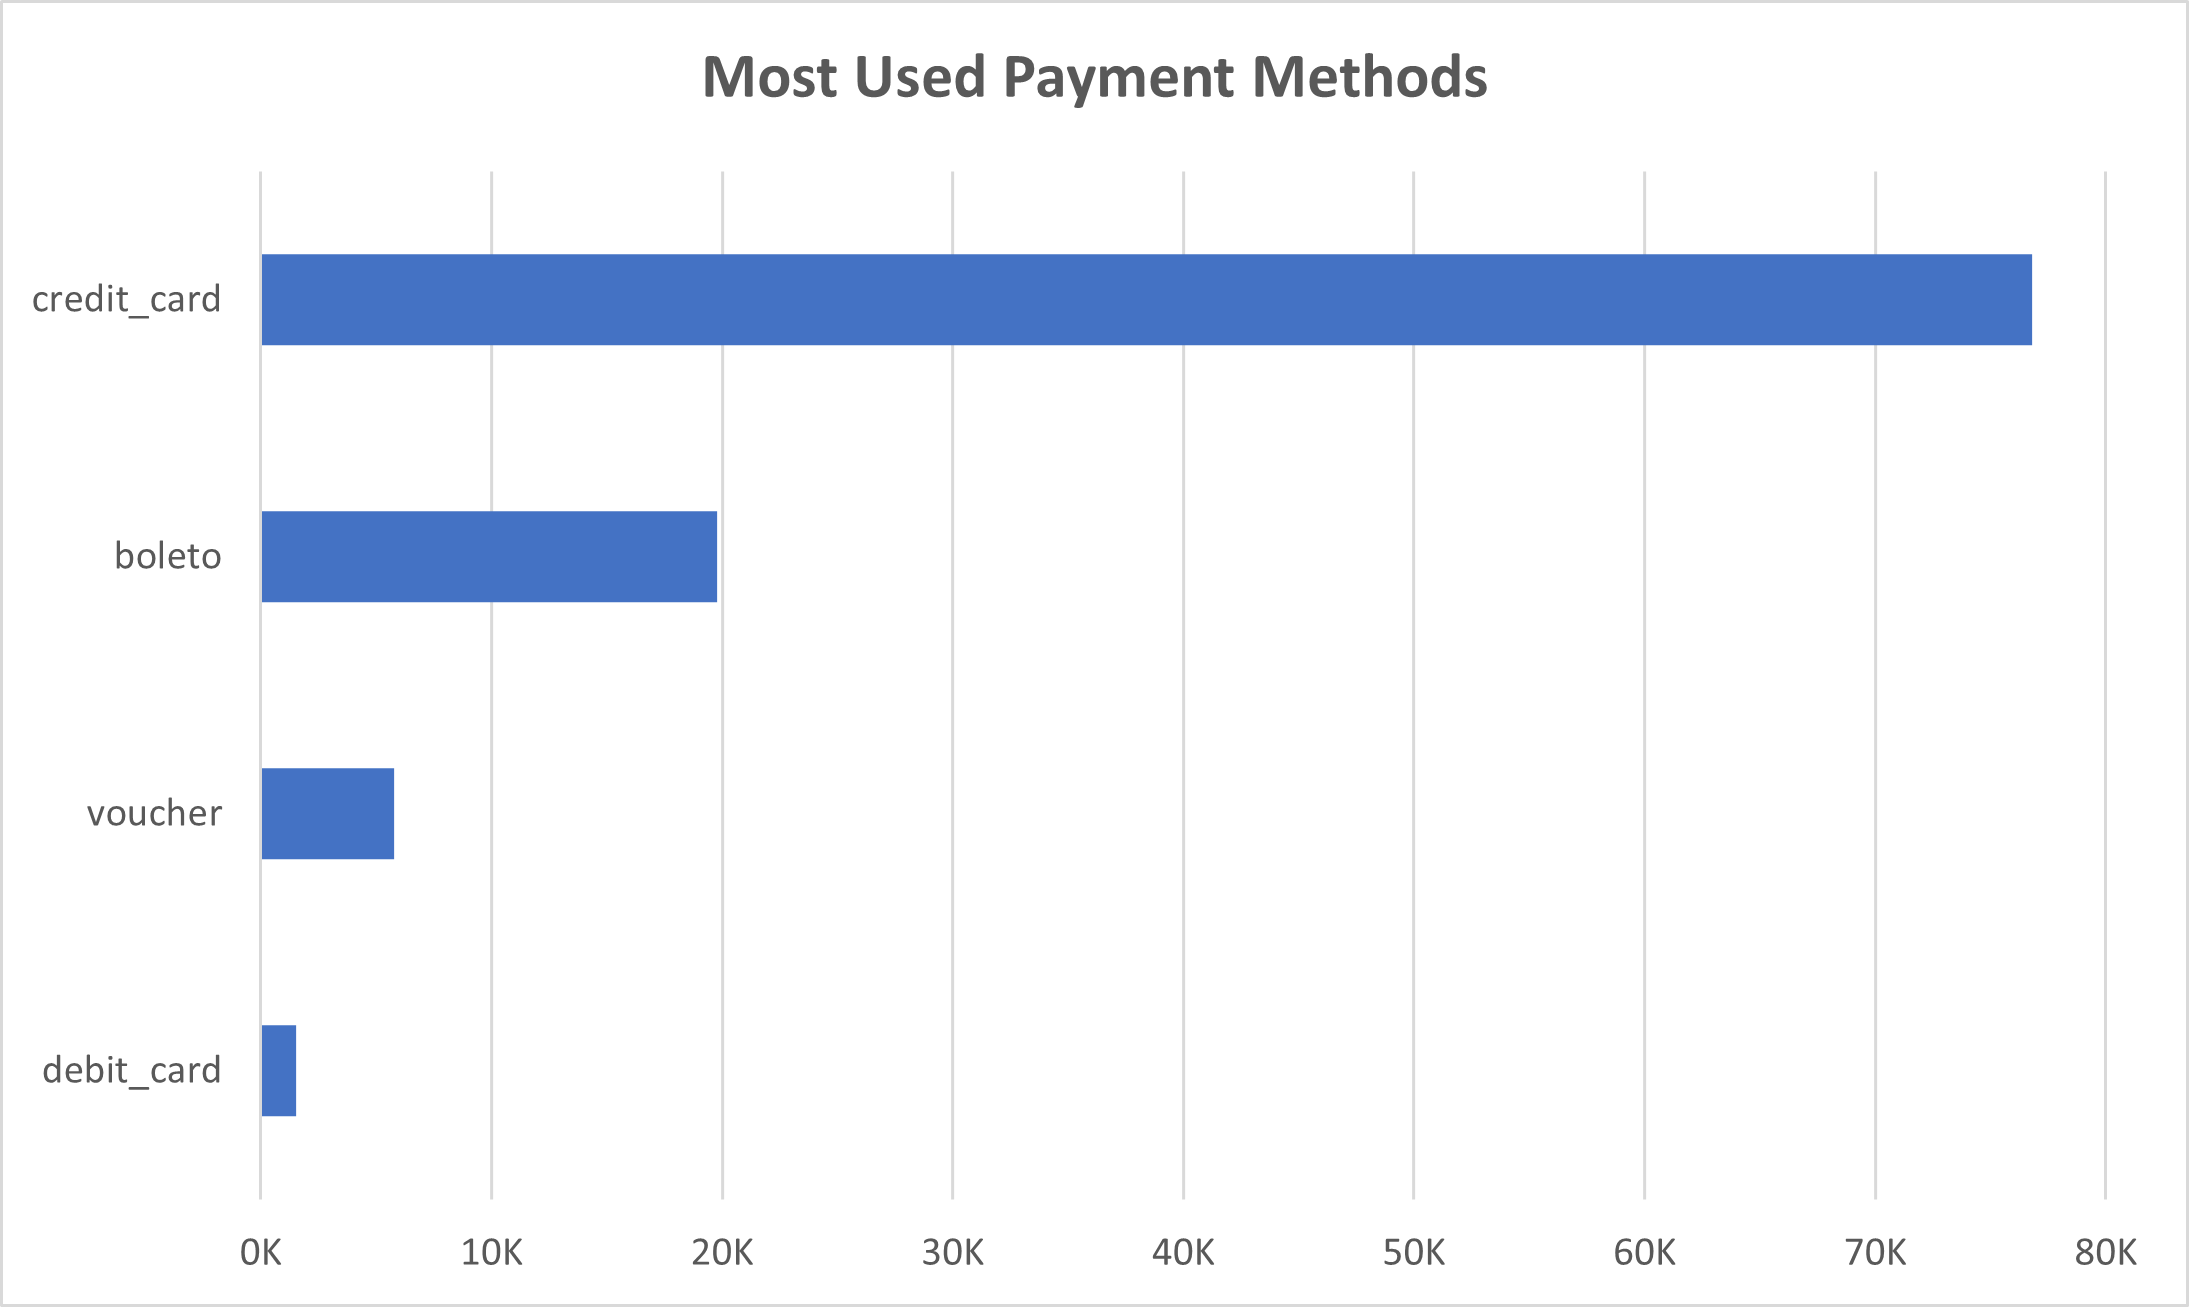 Most Used Payment Methods
credit_card
boleto
voucher
debit_card
0K 10K 20K 30K 40K 50K 60K 70K 80K